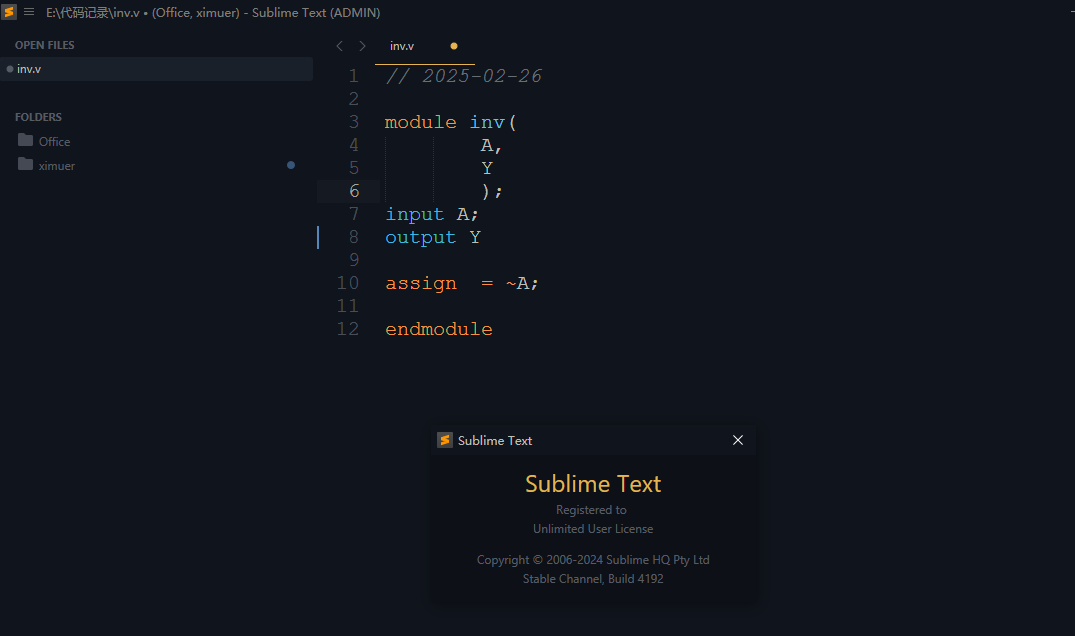 E:\代码记录\inv.v • (Office, ximuer) - Sublime Text (ADMIN)
OPEN FILES
inv.v
FOLDERS
Office
ximuer
inv.v
1 // 2025-02-26
2
3 module inv(
4 A,
5 Y
6 );
7 input A;
8 output Y
9
10 assign  = ~A;
11
12 endmodule
Sublime Text
Sublime Text
Registered to
Unlimited User License
Copyright © 2006-2024 Sublime HQ Pty Ltd
Stable Channel, Build 4192